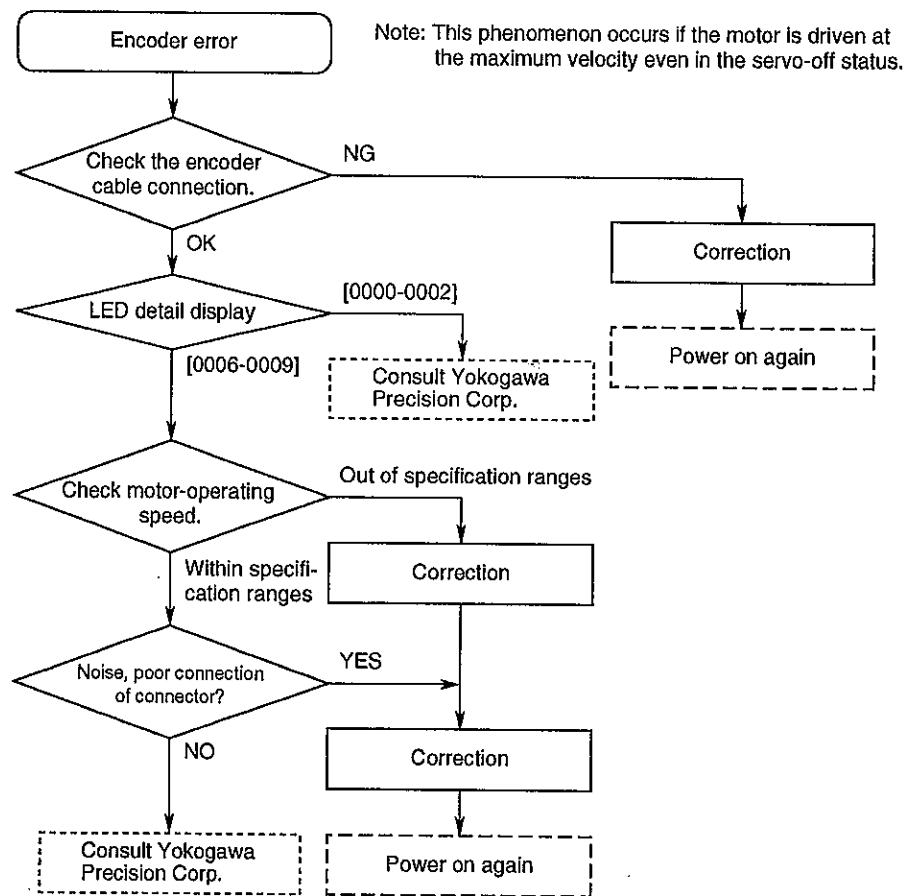 Encoder error
Note: This phenomenon occurs if the motor is driven at
the maximum velocity even in the servo-off status.
Check the encoder
cable connection.
NG
Correction
Power on again
OK
LED detail display
[0000-0002]
Consult Yokogawa
Precision Corp.
[0006-0009]
Check motor-operating
speed.
Out of specification ranges
Correction
Within specifi-
cation ranges
Noise, poor connection
of connector?
YES
Correction
Power on again
NO
Consult Yokogawa
Precision Corp.